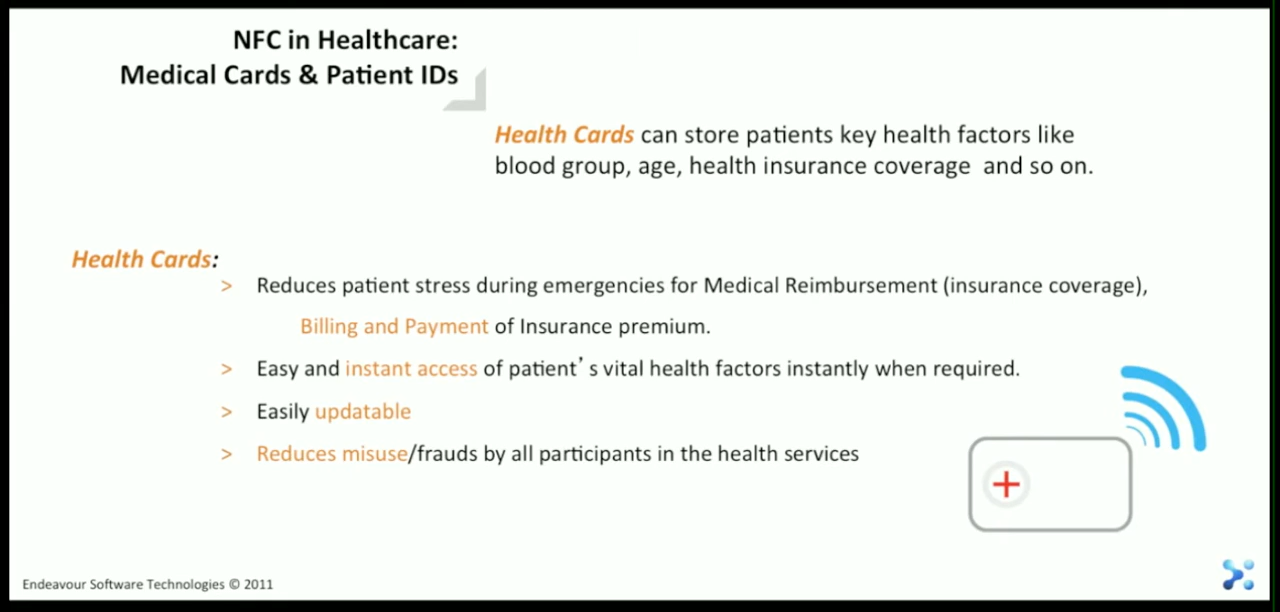 NFC in Healthcare:
Medical Cards & Patient IDs
Health Cards can store patients key health factors like
blood group, age, health insurance coverage and so on.
Health Cards:
> Reduces patient stress during emergencies for Medical Reimbursement (insurance coverage),
Billing and Payment of Insurance premium.
> Easy and instant access of patient's vital health factors instantly when required.
> Easily updatable
> Reduces misuse/frauds by all participants in the health services
Endeavour Software Technologies © 2011